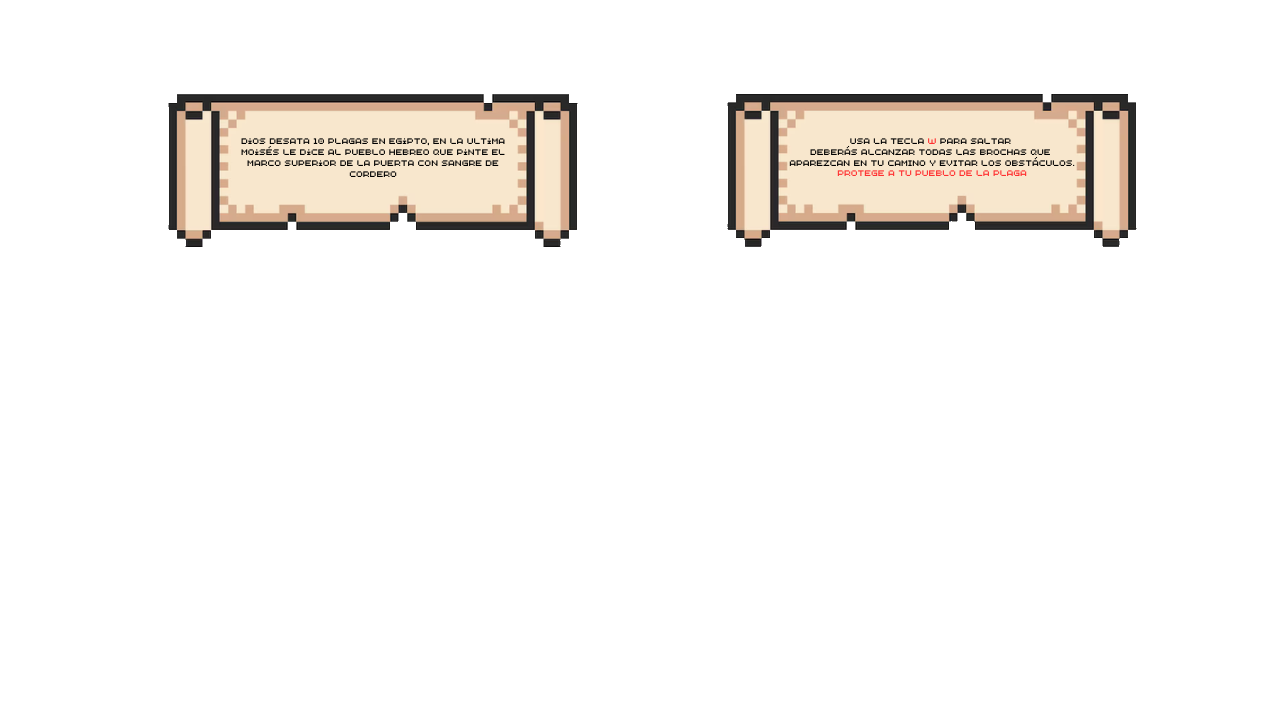 DiOS DESATA 10 PLAGAS EN EGiPTO, EN LA ULTiMA
MOiSÉS LE DiCE AL PUEBLO HEBREO QUE PiNTE EL
MARCO SUPERiOR DE LA PUERTA CON SANGRE DE
CORDERO
USA LA TECLA W PARA SALTAR
DEBERÁS ALCANZAR TODAS LAS BROCHAS QUE
APAREZCAN EN TU CAMINO Y EVITAR LOS OBSTÁCULOS.
PROTEGE A TU PUEBLO DE LA PLAGA